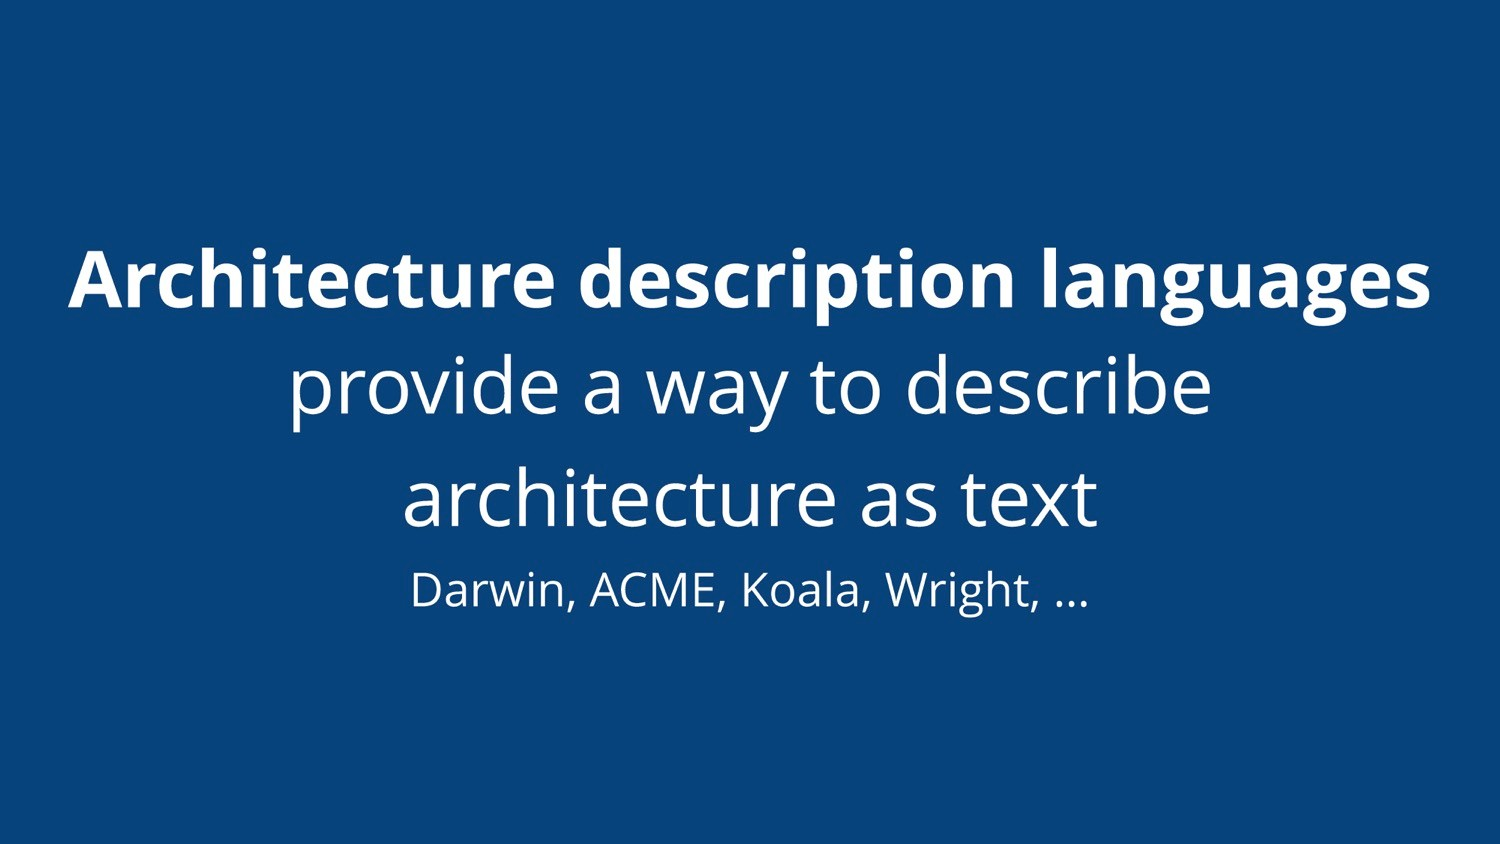 Architecture description languages
provide a way to describe
architecture as text
Darwin, ACME, Koala, Wright, ...